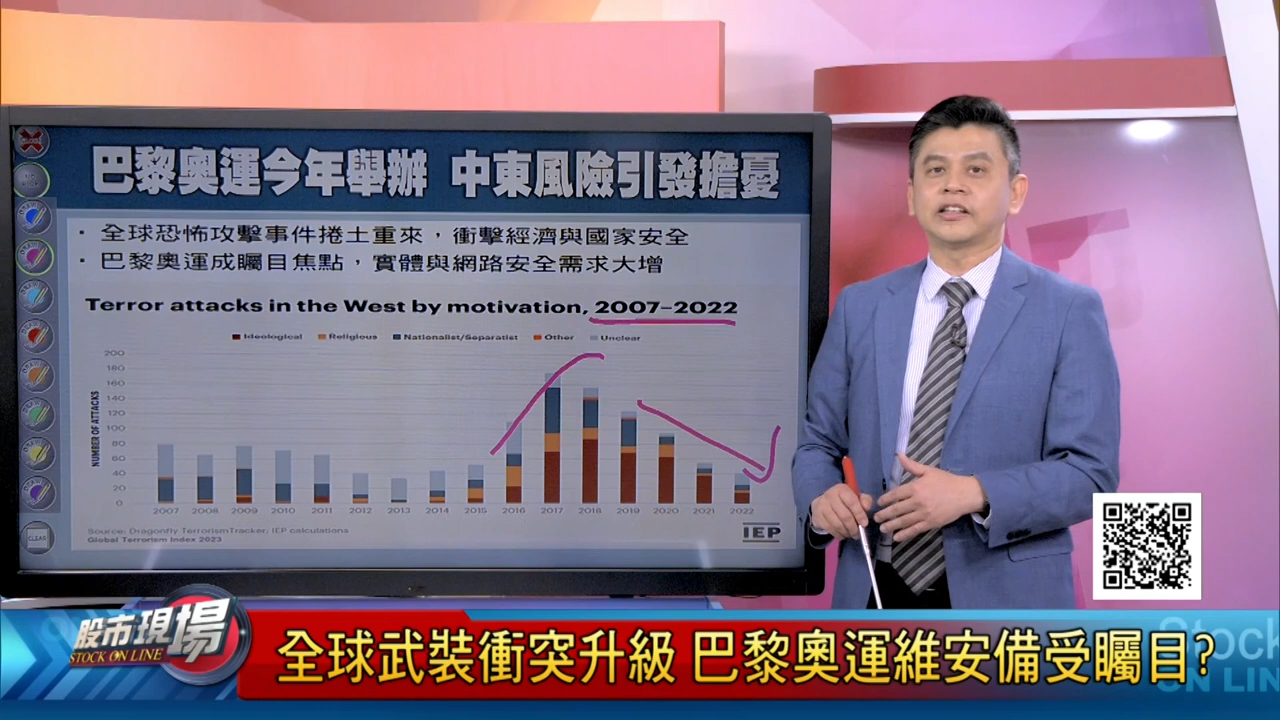 巴黎奧運今年舉辦 中東風險引發擔憂
· 全球恐怖攻擊事件捲土重來，衝擊經濟與國家安全
· 巴黎奧運成矚目焦點，實體與網路安全需求大增
Terror attacks in the West by motivation, 2007–2022
Ideological Religious Nationalist/Separatist Other Unclear
NUMBER OF ATTACKS
200
180
160
140
120
100
80
60
40
20
0
2007 2008 2009 2010 2011 2012 2013 2014 2015 2016 2017 2018 2019 2020 2021 2022
Source: Dragonfly TerrorismTracker, IEP calculations
Global Terrorism Index 2023
IEP
CLEAR
股市現場
STOCK ON LINE
全球武裝衝突升級 巴黎奧運維安備受矚目?
Stock
ON LIN